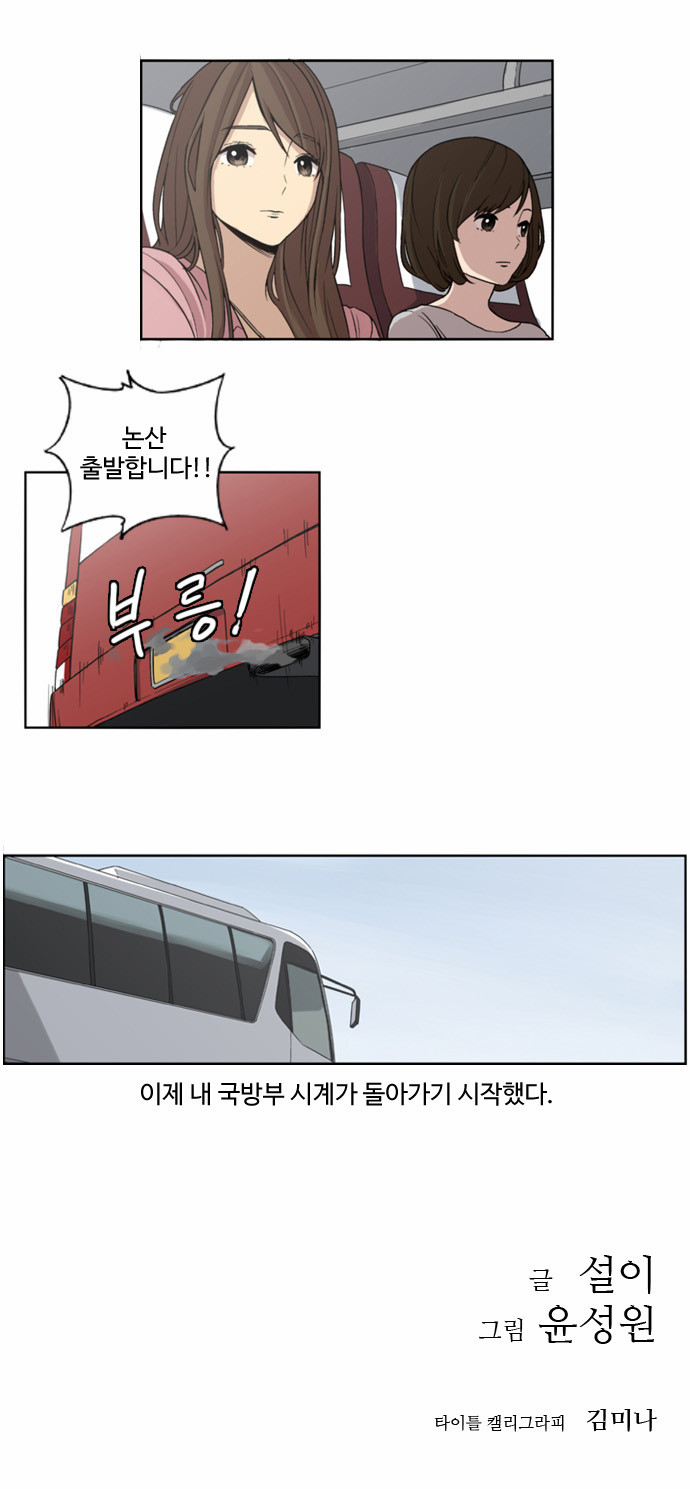 논산
출발합니다!!
부릉!
이제 내 국방부 시계가 돌아가기 시작했다.
글 설이
그림 윤성원
타이틀 캘리그라피 김미나